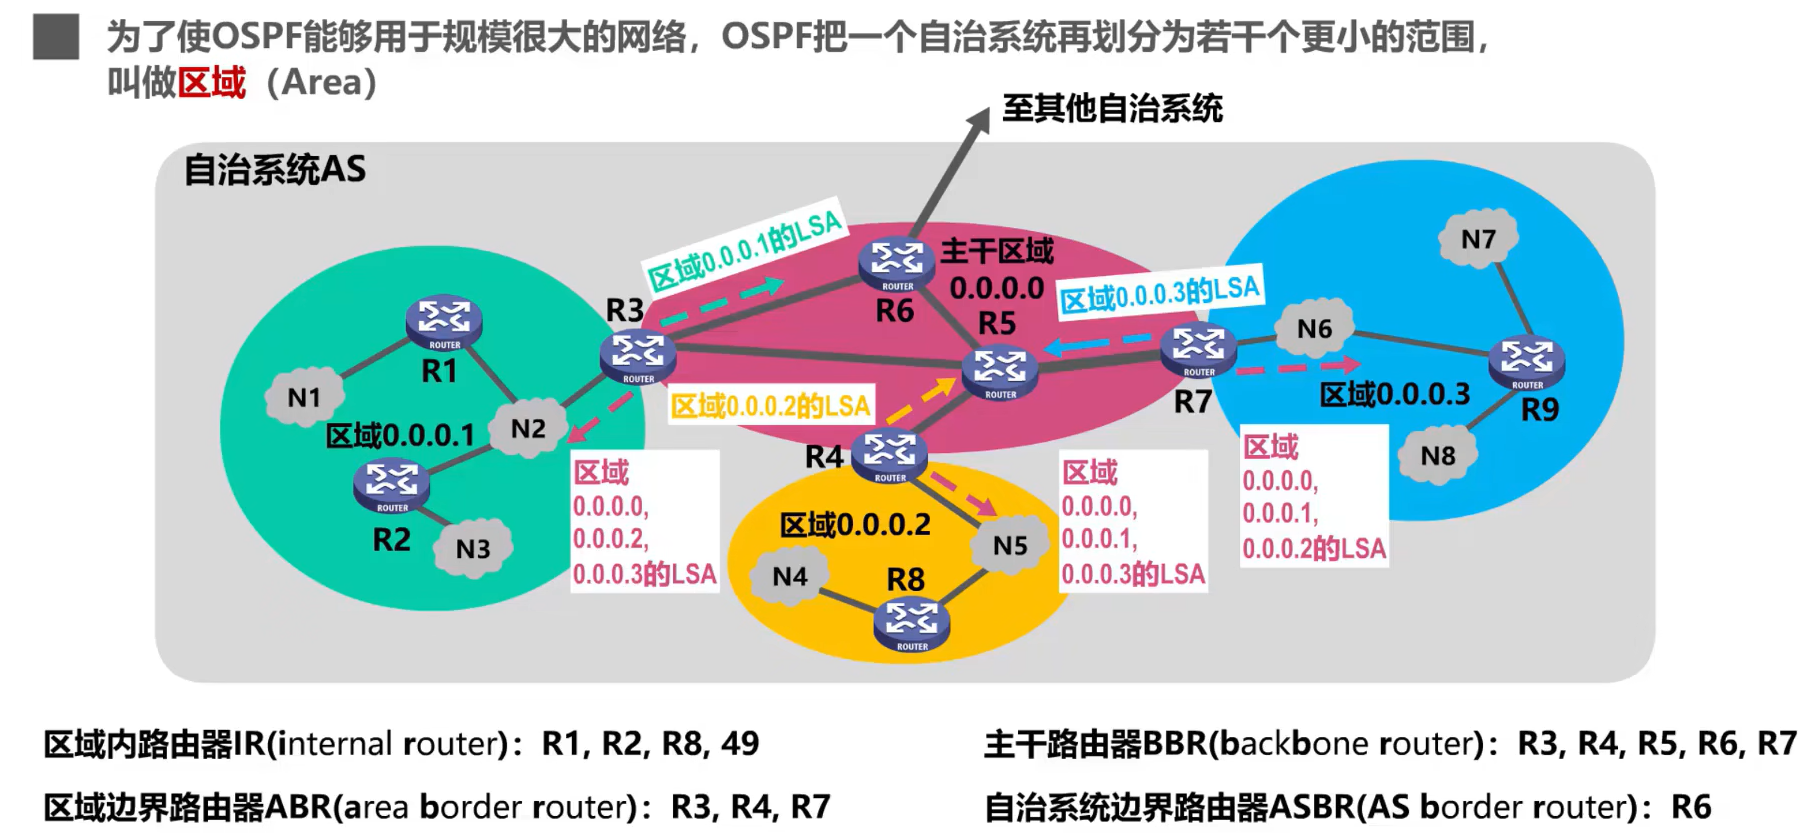 为了使OSPF能够用于规模很大的网络，OSPF把一个自治系统再划分为若干个更小的范围，
叫做区域（Area）
至其他自治系统
自治系统AS
区域0.0.0.1的LSA
主干区域
0.0.0.0
区域0.0.0.3的LSA
ROUTER
R6
R5
R3
ROUTER
R1
ROUTER
ROUTER
ROUTER
R7
N7
N6
ROUTER
R9
区域0.0.0.3
N8
N1
区域0.0.0.1
N2
区域0.0.0.2的LSA
R4
ROUTER
ROUTER
R2
N3
区域
0.0.0.0,
0.0.0.2,
0.0.0.3的LSA
区域0.0.0.2
N5
N4
R8
ROUTER
区域
0.0.0.0,
0.0.0.1,
0.0.0.3的LSA
区域
0.0.0.0,
0.0.0.1,
0.0.0.2的LSA
区域内路由器IR(internal router)：R1, R2, R8, 49
主干路由器BBR(backbone router)：R3, R4, R5, R6, R7
区域边界路由器ABR(area border router)：R3, R4, R7
自治系统边界路由器ASBR(AS border router)：R6